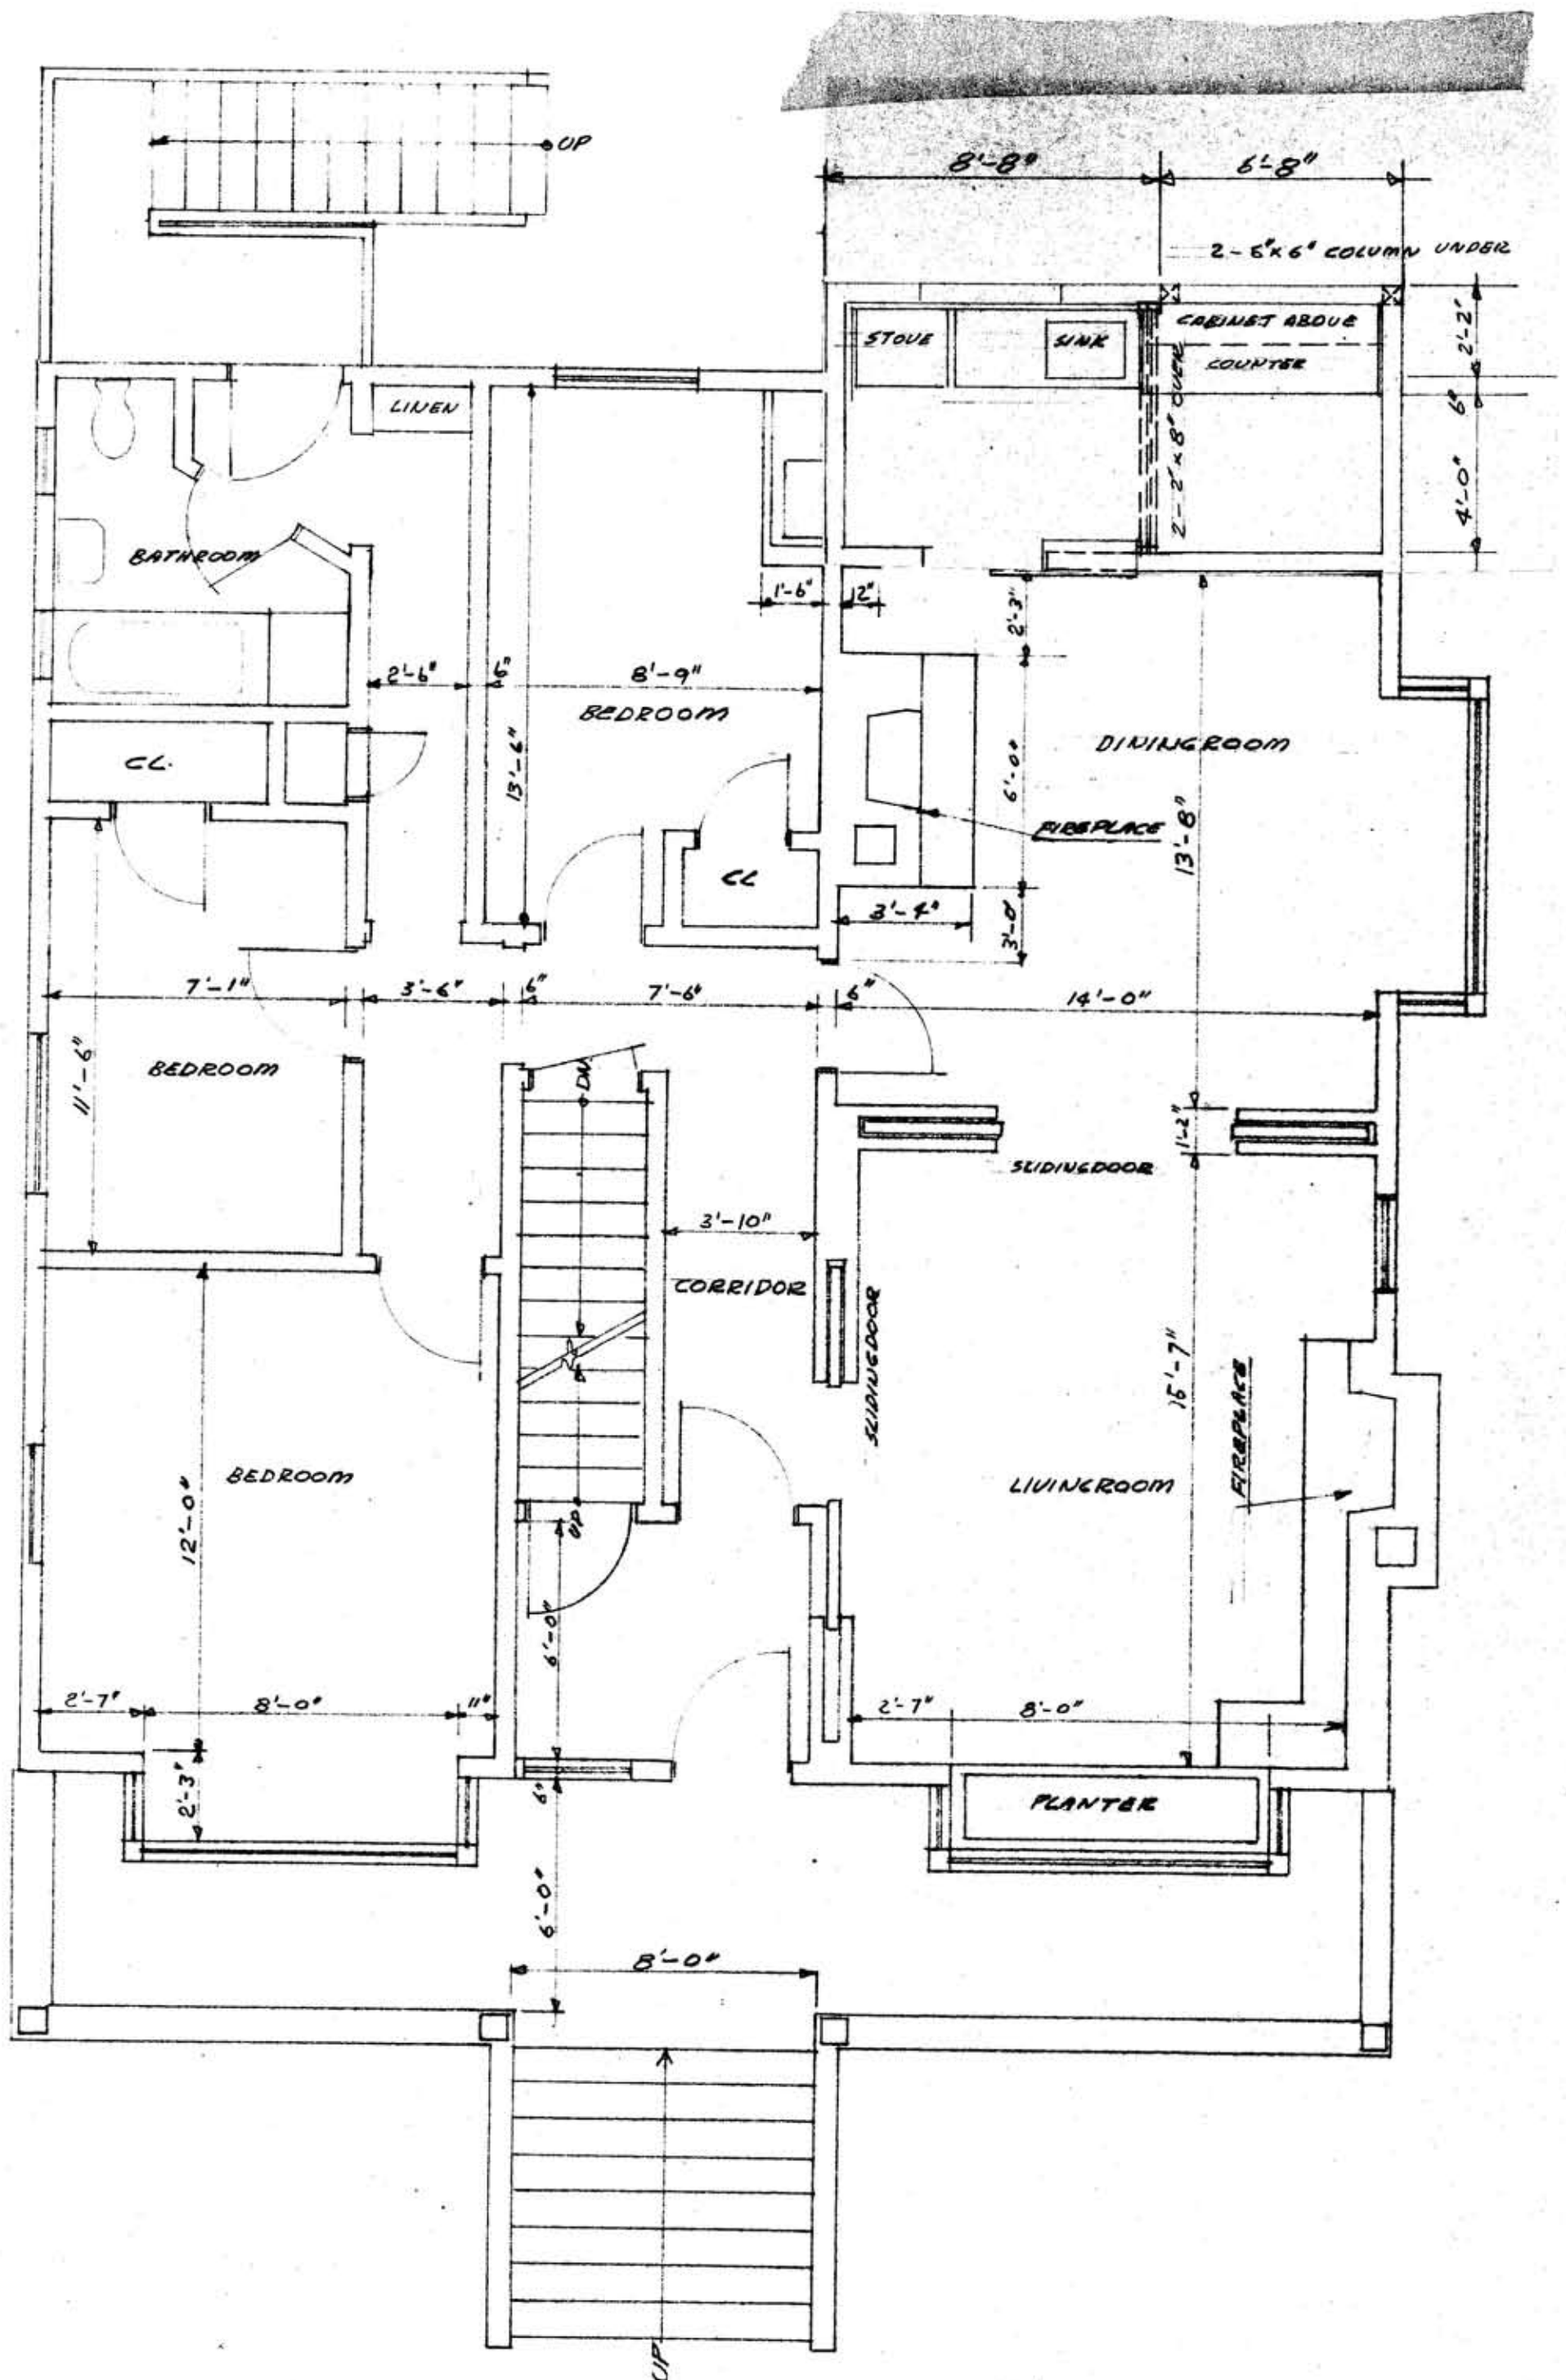 UP
8'-8"
6'-8"
2-6"x6" COLUMN UNDER
STOVE
SINK
CABINET ABOVE
COUNTER
2'-2"
6"
4'-0"
2-2"x8" OVER
LINEN
BATHROOM
1'-6"
12"
2'-3"
2'-6"
6"
8'-9"
BEDROOM
13'-6"
DININGROOM
6'-0"
13'-8"
FIREPLACE
CL.
CL
3'-4"
3'-0"
7'-1"
3'-6"
6"
7'-6"
6"
14'-0"
11'-6"
BEDROOM
DN.
1'-2"
SLIDINGDOOR
3'-10"
CORRIDOR
SLIDINGDOOR
15'-7"
FIREPLACE
BEDROOM
LIVINGROOM
12'-0"
UP
6'-0"
2'-7"
8'-0"
11"
2'-7"
8'-0"
2'-3"
6"
PLANTER
6'-0"
8'-0"
UP